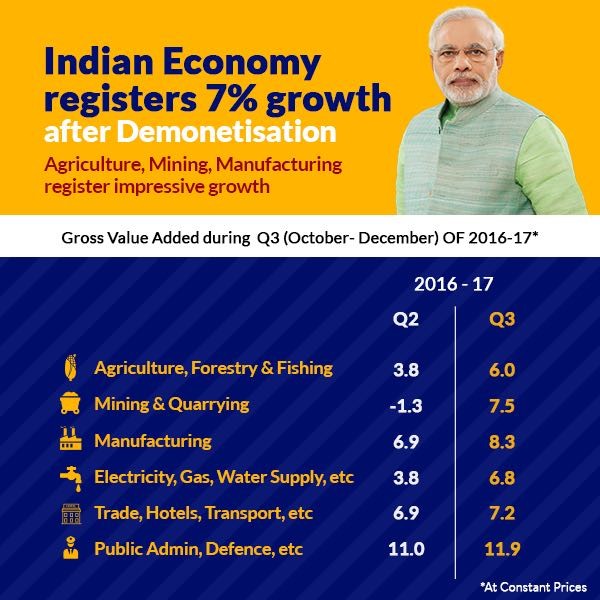 Indian Economy
registers 7% growth
after Demonetisation
Agriculture, Mining, Manufacturing
register impressive growth
Gross Value Added during Q3 (October- December) OF 2016-17*
2016 - 17
Q2 Q3
Agriculture, Forestry & Fishing 3.8 6.0
Mining & Quarrying -1.3 7.5
Manufacturing 6.9 8.3
Electricity, Gas, Water Supply, etc 3.8 6.8
Trade, Hotels, Transport, etc 6.9 7.2
Public Admin, Defence, etc 11.0 11.9
*At Constant Prices